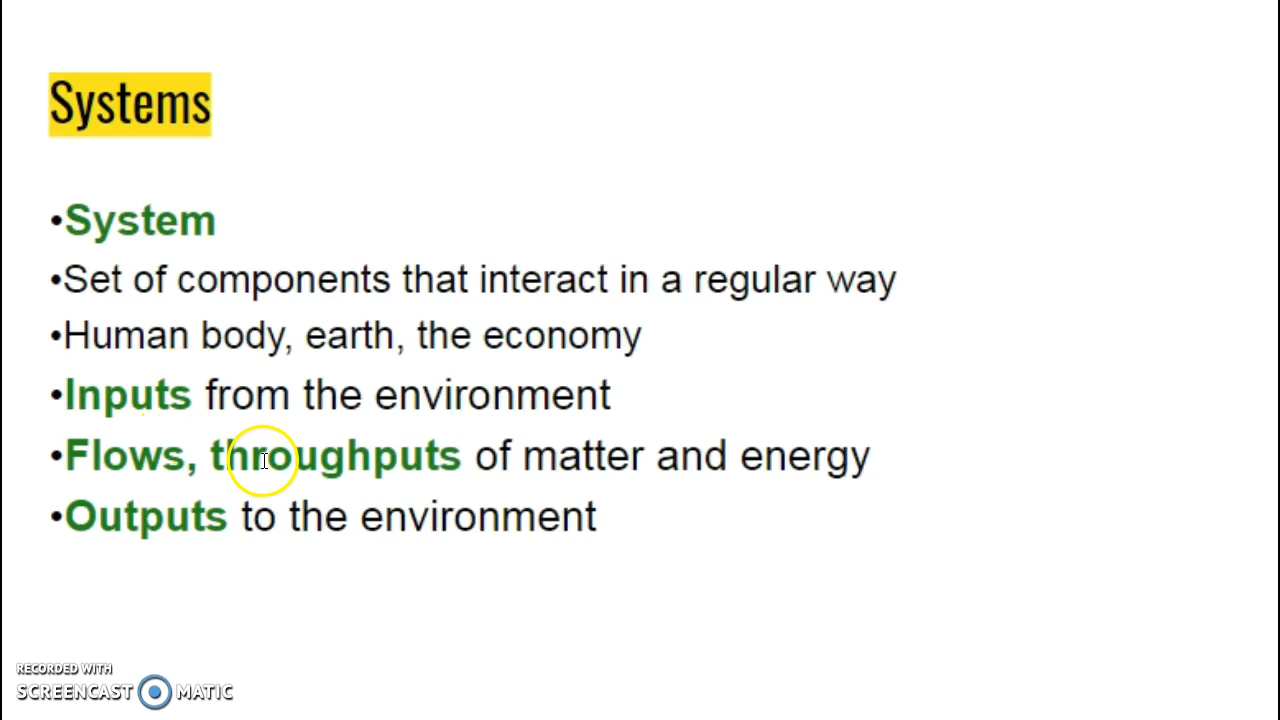 Systems
•System
•Set of components that interact in a regular way
•Human body, earth, the economy
•Inputs from the environment
•Flows, throughputs of matter and energy
•Outputs to the environment
RECORDED WITH
SCREENCAST MATIC